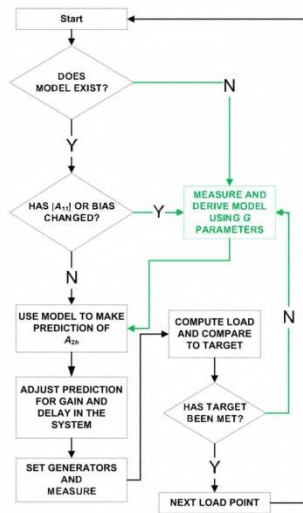 Start
DOES
MODEL EXIST?
N
Y
HAS |A11| OR BIAS
CHANGED?
Y
MEASURE AND
DERIVE MODEL
USING G
PARAMETERS
N
N
USE MODEL TO MAKE
PREDICTION OF
A2h
COMPUTE LOAD
AND COMPARE
TO TARGET
ADJUST PREDICTION
FOR GAIN AND
DELAY IN THE
SYSTEM
HAS TARGET
BEEN MET?
Y
SET GENERATORS
AND
MEASURE
NEXT LOAD POINT